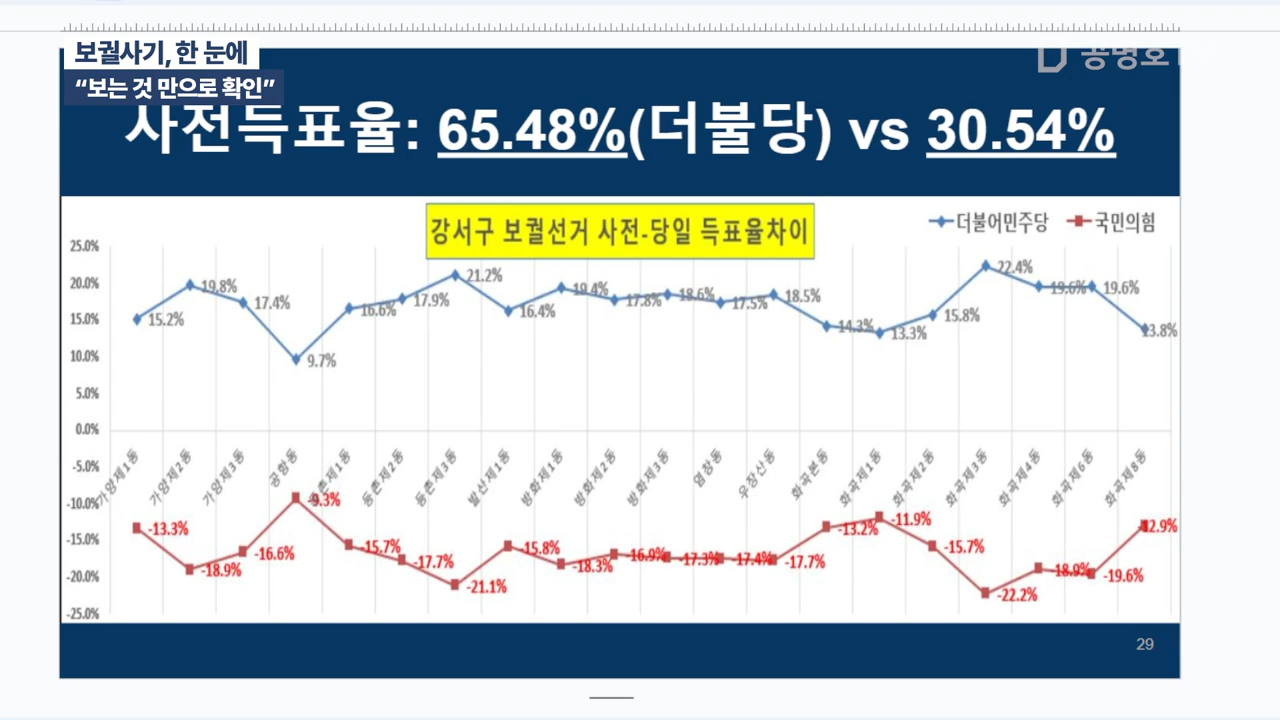 보궐사기, 한 눈에
“보는 것 만으로 확인”
공명호
사전득표율: 65.48%(더불당) vs 30.54%
강서구 보궐선거 사전-당일 득표율차이
더불어민주당 국민의힘
25.0%
20.0%
15.0%
10.0%
5.0%
0.0%
-5.0%
-10.0%
-15.0%
-20.0%
-25.0%
15.2% 19.8% 17.4% 9.7% 16.6% 17.9% 21.2% 16.4% 19.4% 17.8% 18.6% 17.5% 18.5% 14.3% 13.3% 15.8% 22.4% 19.6% 19.6% 13.8%
가양제1동 가양제2동 가양제3동 공항동 등촌제1동 등촌제2동 등촌제3동 발산제1동 방화제1동 방화제2동 방화제3동 염창동 우장산동 화곡본동 화곡제1동 화곡제2동 화곡제3동 화곡제4동 화곡제6동 화곡제8동
-13.3% -18.9% -16.6% -9.3% -15.7% -17.7% -21.1% -15.8% -18.3% -16.9% -17.3% -17.4% -17.7% -13.2% -11.9% -15.7% -22.2% -18.9% -19.6% -12.9%
29